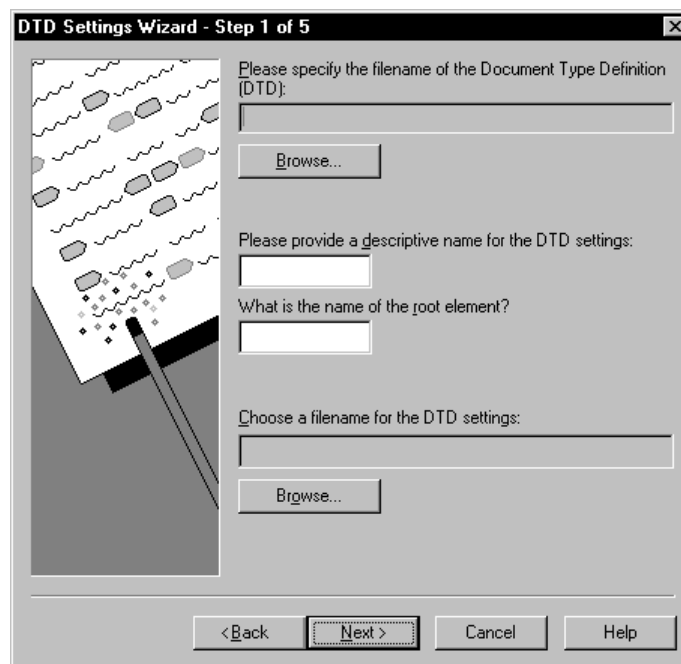 DTD Settings Wizard - Step 1 of 5
Please specify the filename of the Document Type Definition
(DTD):
Browse...
Please provide a descriptive name for the DTD settings:
What is the name of the root element?
Choose a filename for the DTD settings:
Browse...
< Back Next > Cancel Help